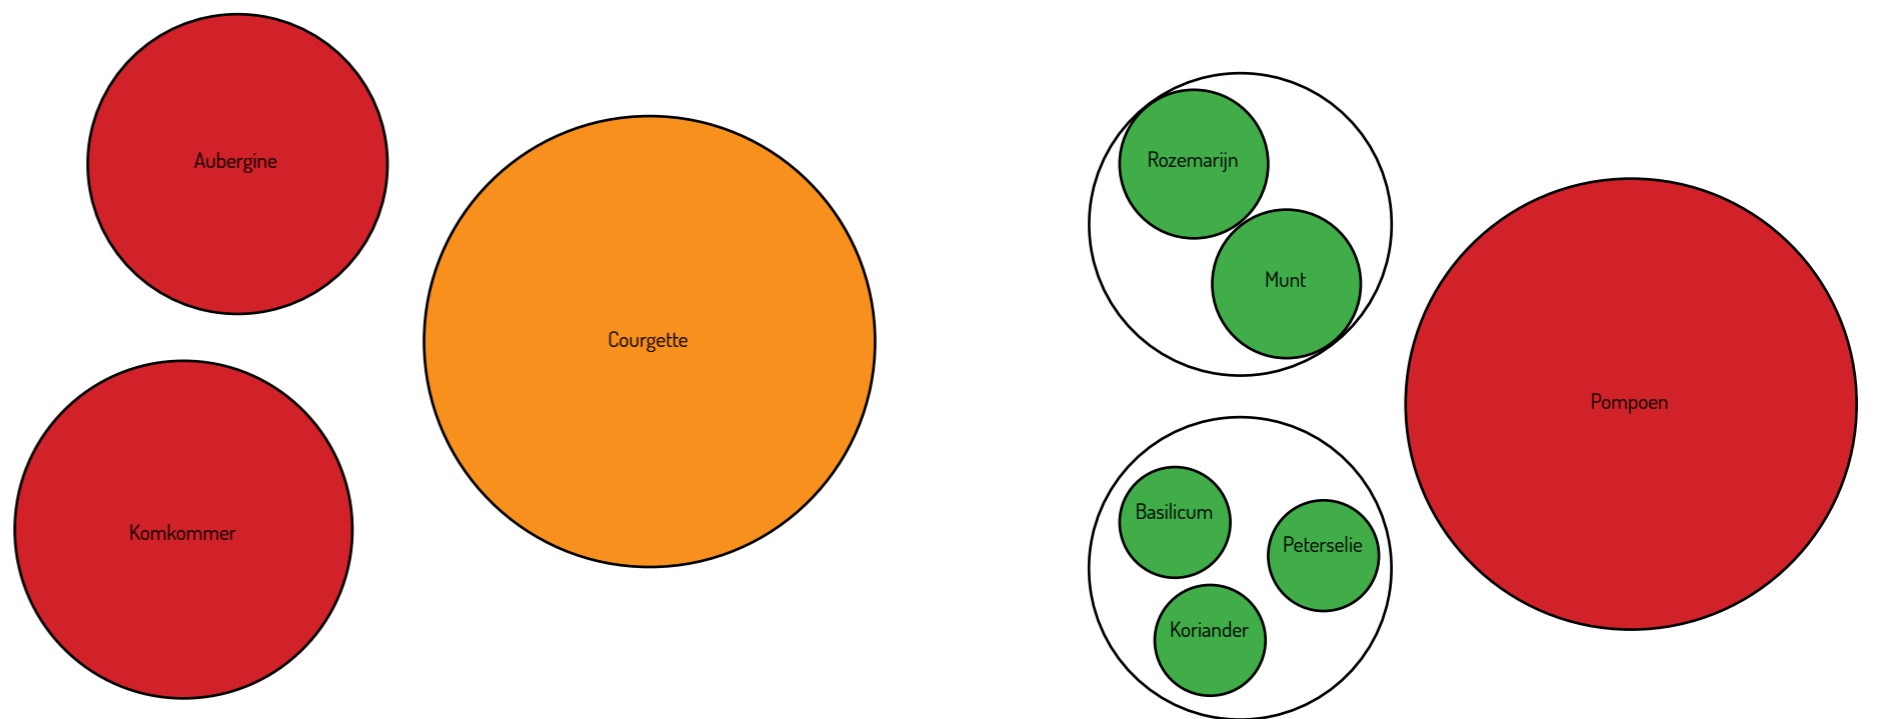 Aubergine
Komkommer
Courgette
Rozemarijn
Munt
Basilicum
Peterselie
Koriander
Pompoen